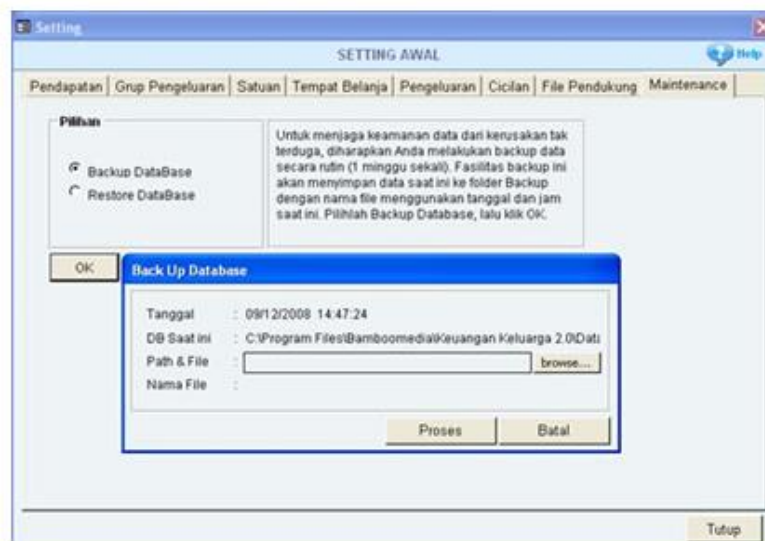 Setting
SETTING AWAL
Help
Pendapatan Grup Pengeluaran Satuan Tempat Belanja Pengeluaran Cicilan File Pendukung Maintenance
Pilihan
Backup DataBase
Restore DataBase
Untuk menjaga keamanan data dari kerusakan tak
terduga, diharapkan Anda melakukan backup data
secara rutin (1 minggu sekali). Fasilitas backup ini
akan menyimpan data saat ini ke folder Backup
dengan nama file menggunakan tanggal dan jam
saat ini. Pilihlah Backup Database, lalu klik OK.
OK
Back Up Database
Tanggal : 09/12/2008 14:47:24
DB Saat ini : C:\Program Files\Bamboomedia\Keuangan Keluarga 2.0\Data
Path & File : browse....
Nama File :
Proses Batal
Tutup